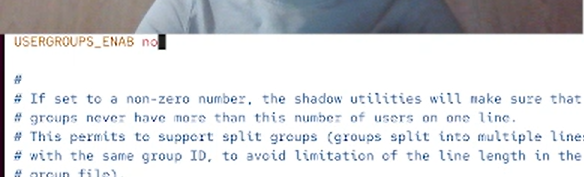 USERGROUPS_ENAB no
#
# If set to a non-zero number, the shadow utilities will make sure that
# groups never have more than this number of users on one line.
# This permits to support split groups (groups split into multiple lines
# with the same group ID, to avoid limitation of the line length in the
# group file).